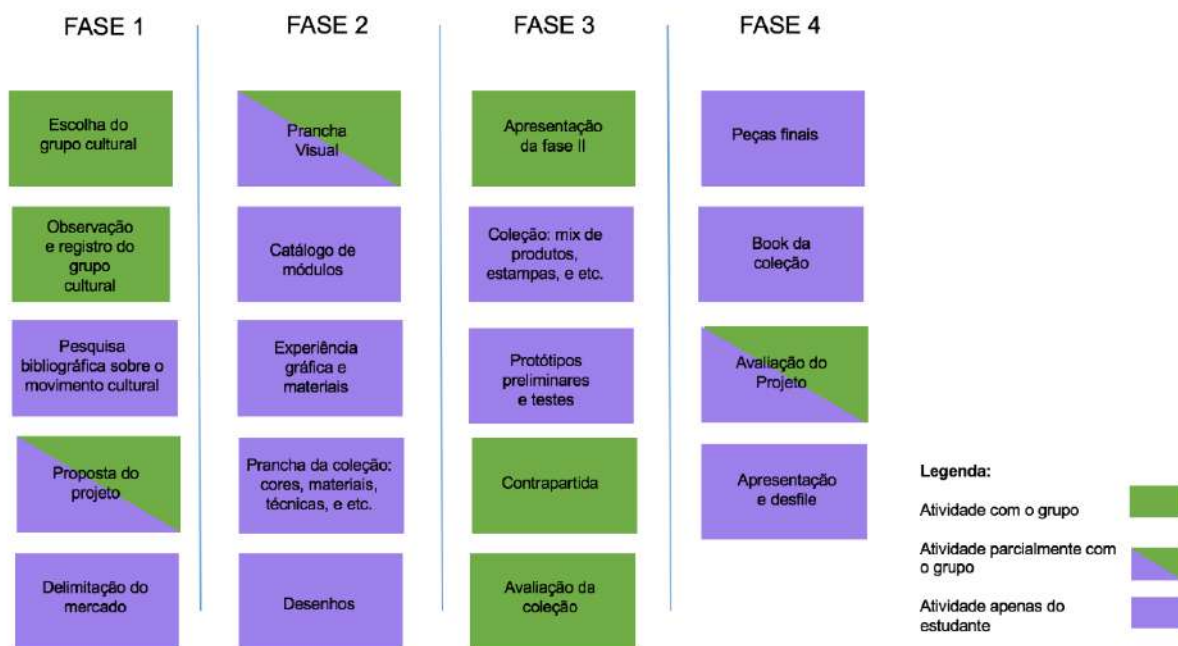 FASE 1
Escolha do
grupo cultural
Observação
e registro do
grupo
cultural
Pesquisa
bibliográfica sobre o
movimento cultural
Proposta do
projeto
Delimitação do
mercado
FASE 2
Prancha
Visual
Catálogo de
módulos
Experiência
gráfica e
materiais
Prancha da coleção:
cores, materiais,
técnicas, e etc.
Desenhos
FASE 3
Apresentação
da fase II
Coleção: mix de
produtos,
estampas, e etc.
Protótipos
preliminares
e testes
Contrapartida
Avaliação da
coleção
FASE 4
Peças finais
Book da
coleção
Avaliação do
Projeto
Apresentação
e desfile
Legenda:
Atividade com o grupo
Atividade parcialmente com
o grupo
Atividade apenas do
estudante